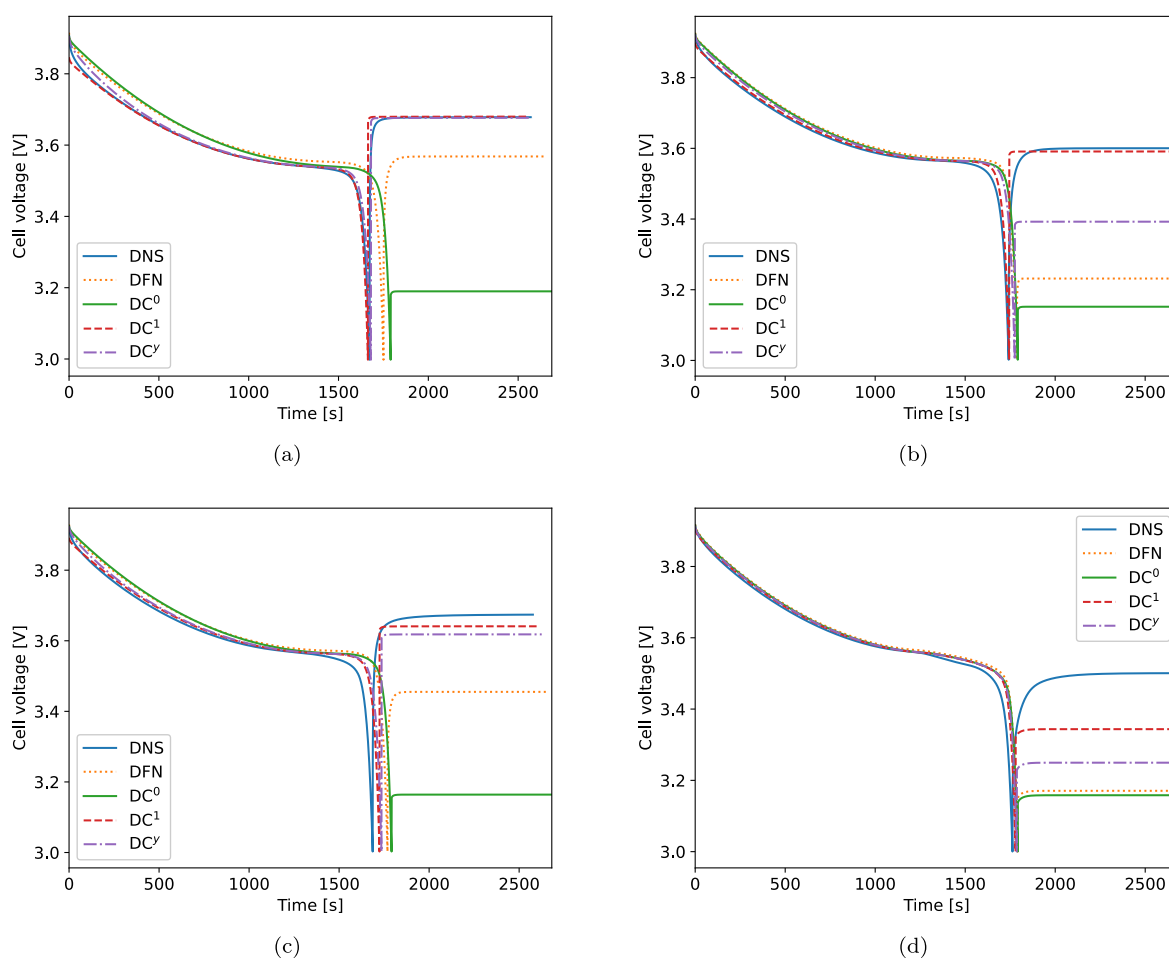 3.8
3.6
3.4
3.2
3.0
Cell voltage [V]
DNS
DFN
DC⁰
DC¹
DCʸ
0 500 1000 1500 2000 2500
Time [s]
(a)
3.8
3.6
3.4
3.2
3.0
Cell voltage [V]
DNS
DFN
DC⁰
DC¹
DCʸ
0 500 1000 1500 2000 2500
Time [s]
(b)
3.8
3.6
3.4
3.2
3.0
Cell voltage [V]
DNS
DFN
DC⁰
DC¹
DCʸ
0 500 1000 1500 2000 2500
Time [s]
(c)
3.8
3.6
3.4
3.2
3.0
Cell voltage [V]
DNS
DFN
DC⁰
DC¹
DCʸ
0 500 1000 1500 2000 2500
Time [s]
(d)